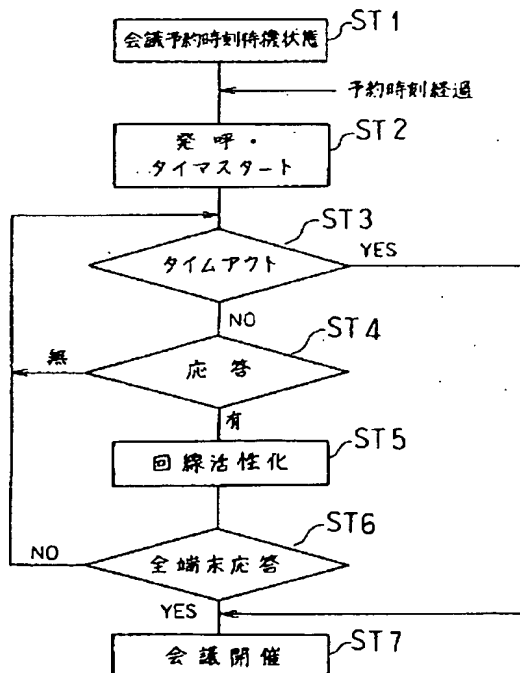 ST1
会議予約時刻待機状態
予約時刻経過
ST2
発呼・
タイマスタート
ST3
タイムアウト
YES
NO
ST4
無
応答
有
ST5
回線活性化
ST6
NO
全端末応答
YES
ST7
会議開催